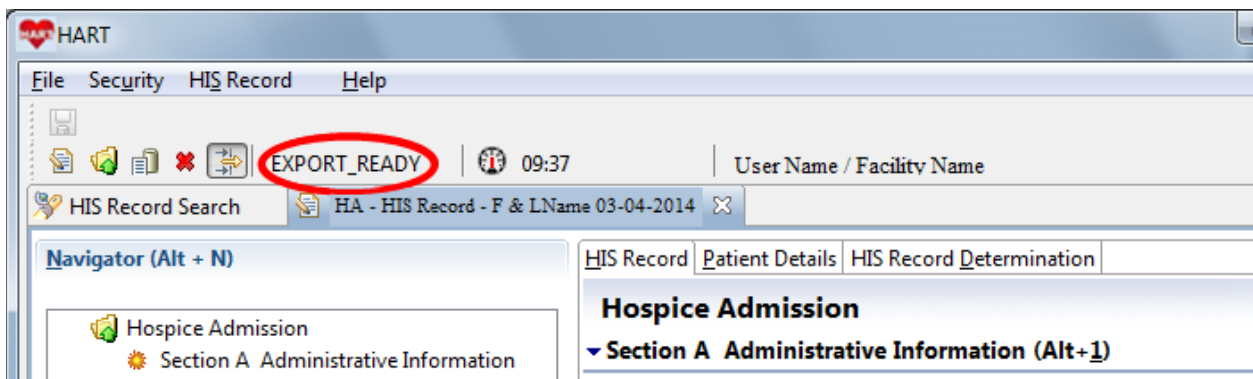 HART HART
File Security HIS Record Help
EXPORT_READY 09:37 User Name / Facility Name
HIS Record Search HA - HIS Record - F & LName 03-04-2014
Navigator (Alt + N) HIS Record Patient Details HIS Record Determination
Hospice Admission
Hospice Admission
Section A Administrative Information (Alt+1)
Section A Administrative Information